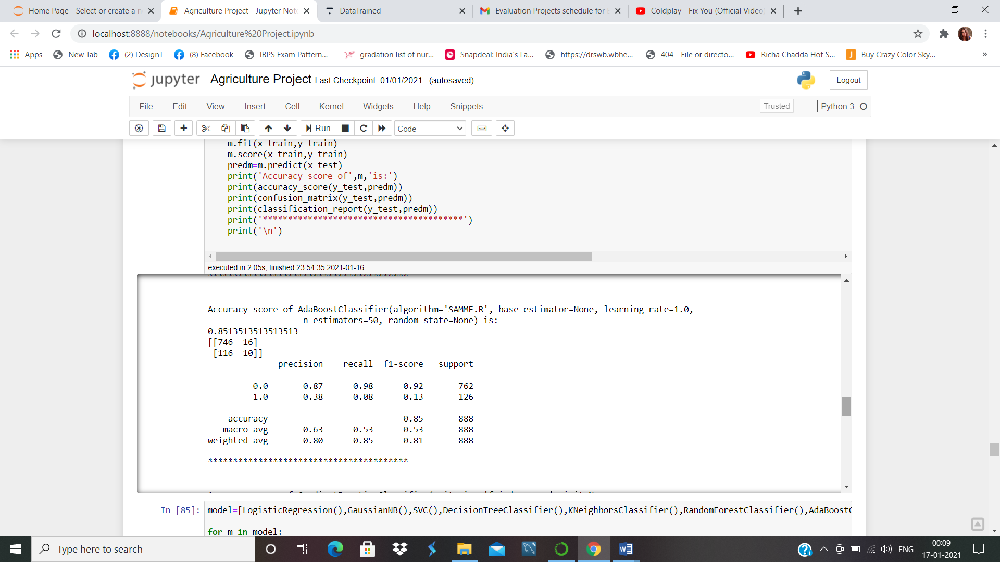 Home Page - Select or create a n
Agriculture Project - Jupyter Note
DataTrained
Evaluation Projects schedule for E
Coldplay - Fix You (Official Video)
localhost:8888/notebooks/Agriculture%20Project.ipynb
Apps
New Tab
(2) DesignT
(8) Facebook
IBPS Exam Pattern...
gradation list of nur...
Snapdeal: India's La...
https://drswb.wbhe...
404 - File or directo...
Richa Chadda Hot S...
Buy Crazy Color Sky...
»
jupyter Agriculture Project Last Checkpoint: 01/01/2021 (autosaved)
Logout
File Edit View Insert Cell Kernel Widgets Help Snippets
Trusted
Python 3
Run
Code
m.fit(x_train,y_train)
m.score(x_train,y_train)
predm=m.predict(x_test)
print('Accuracy score of',m,'is:')
print(accuracy_score(y_test,predm))
print(confusion_matrix(y_test,predm))
print(classification_report(y_test,predm))
print('****************************************')
print('\n')
executed in 2.05s, finished 23:54:35 2021-01-16
****************************************
Accuracy score of AdaBoostClassifier(algorithm='SAMME.R', base_estimator=None, learning_rate=1.0,
n_estimators=50, random_state=None) is:
0.8513513513513513
[[746 16]
[116 10]]
precision recall f1-score support
0.0 0.87 0.98 0.92 762
1.0 0.38 0.08 0.13 126
accuracy 0.85 888
macro avg 0.63 0.53 0.53 888
weighted avg 0.80 0.85 0.81 888
****************************************
In [85]:
model=[LogisticRegression(),GaussianNB(),SVC(),DecisionTreeClassifier(),KNeighborsClassifier(),RandomForestClassifier(),AdaBoostC
for m in model:
Type here to search
ENG
00:09
17-01-2021